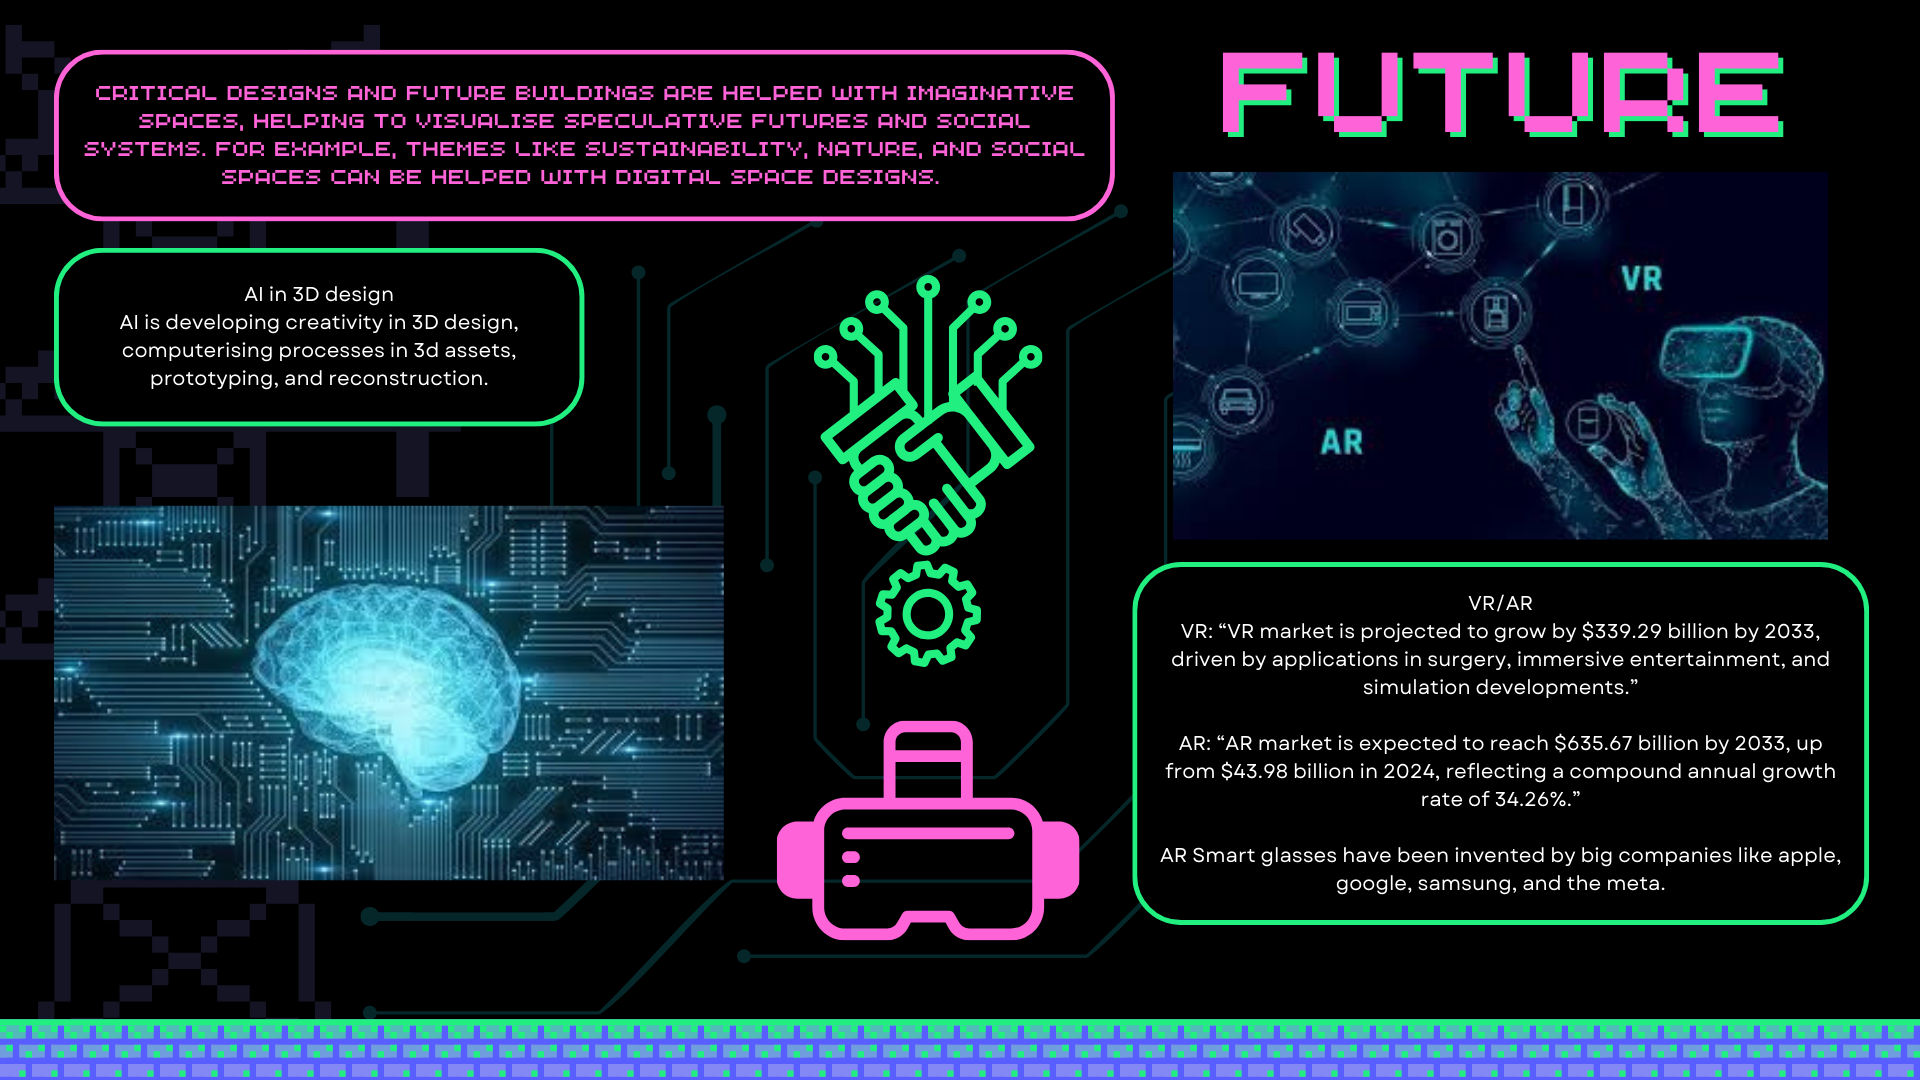 FUTURE
CRITICAL DESIGNS AND FUTURE BUILDINGS ARE HELPED WITH IMAGINATIVE
SPACES, HELPING TO VISUALISE SPECULATIVE FUTURES AND SOCIAL
SYSTEMS. FOR EXAMPLE, THEMES LIKE SUSTAINABILITY, NATURE, AND SOCIAL
SPACES CAN BE HELPED WITH DIGITAL SPACE DESIGNS.
AI in 3D design
AI is developing creativity in 3D design,
computerising processes in 3d assets,
prototyping, and reconstruction.
VR
AR
VR/AR
VR: “VR market is projected to grow by $339.29 billion by 2033,
driven by applications in surgery, immersive entertainment, and
simulation developments.”
AR: “AR market is expected to reach $635.67 billion by 2033, up
from $43.98 billion in 2024, reflecting a compound annual growth
rate of 34.26%.”
AR Smart glasses have been invented by big companies like apple,
google, samsung, and the meta.